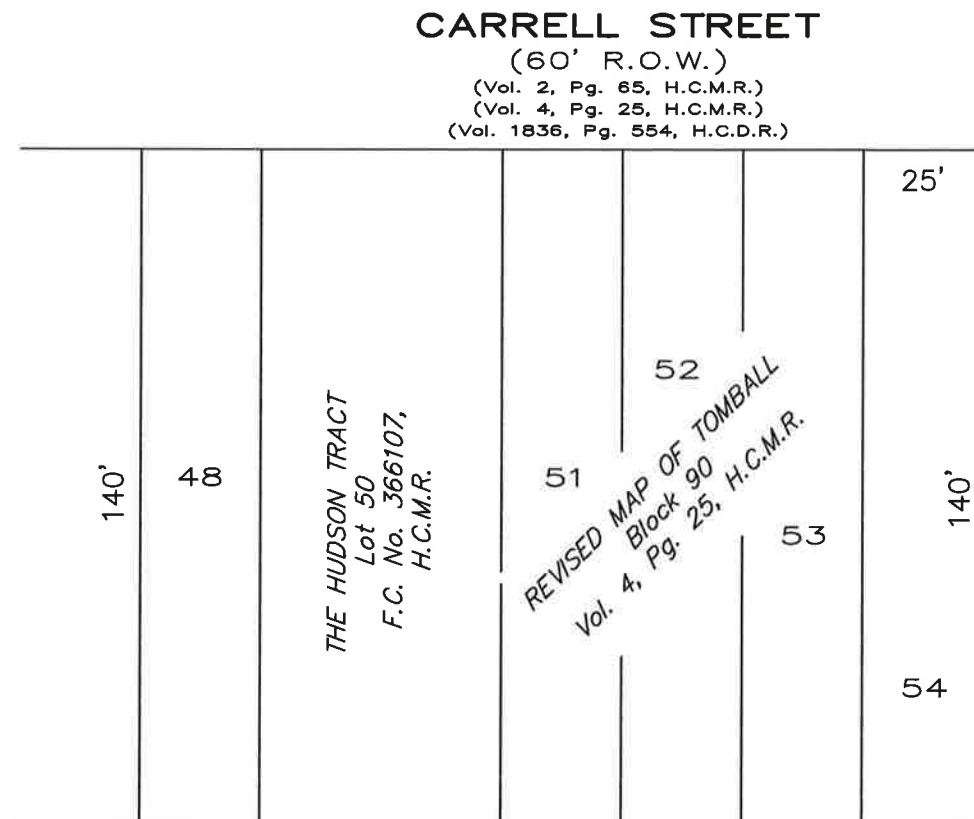 CARRELL STREET
(60' R.O.W.)
(Vol. 2, Pg. 65, H.C.M.R.)
(Vol. 4, Pg. 25, H.C.M.R.)
(Vol. 1836, Pg. 554, H.C.D.R.)
25'
140'
48
THE HUDSON TRACT
Lot 50
F.C. No. 366107,
H.C.M.R.
51
52
REVISED MAP OF TOMBALL
Block 90
Vol. 4, Pg. 25, H.C.M.R.
53
140'
54